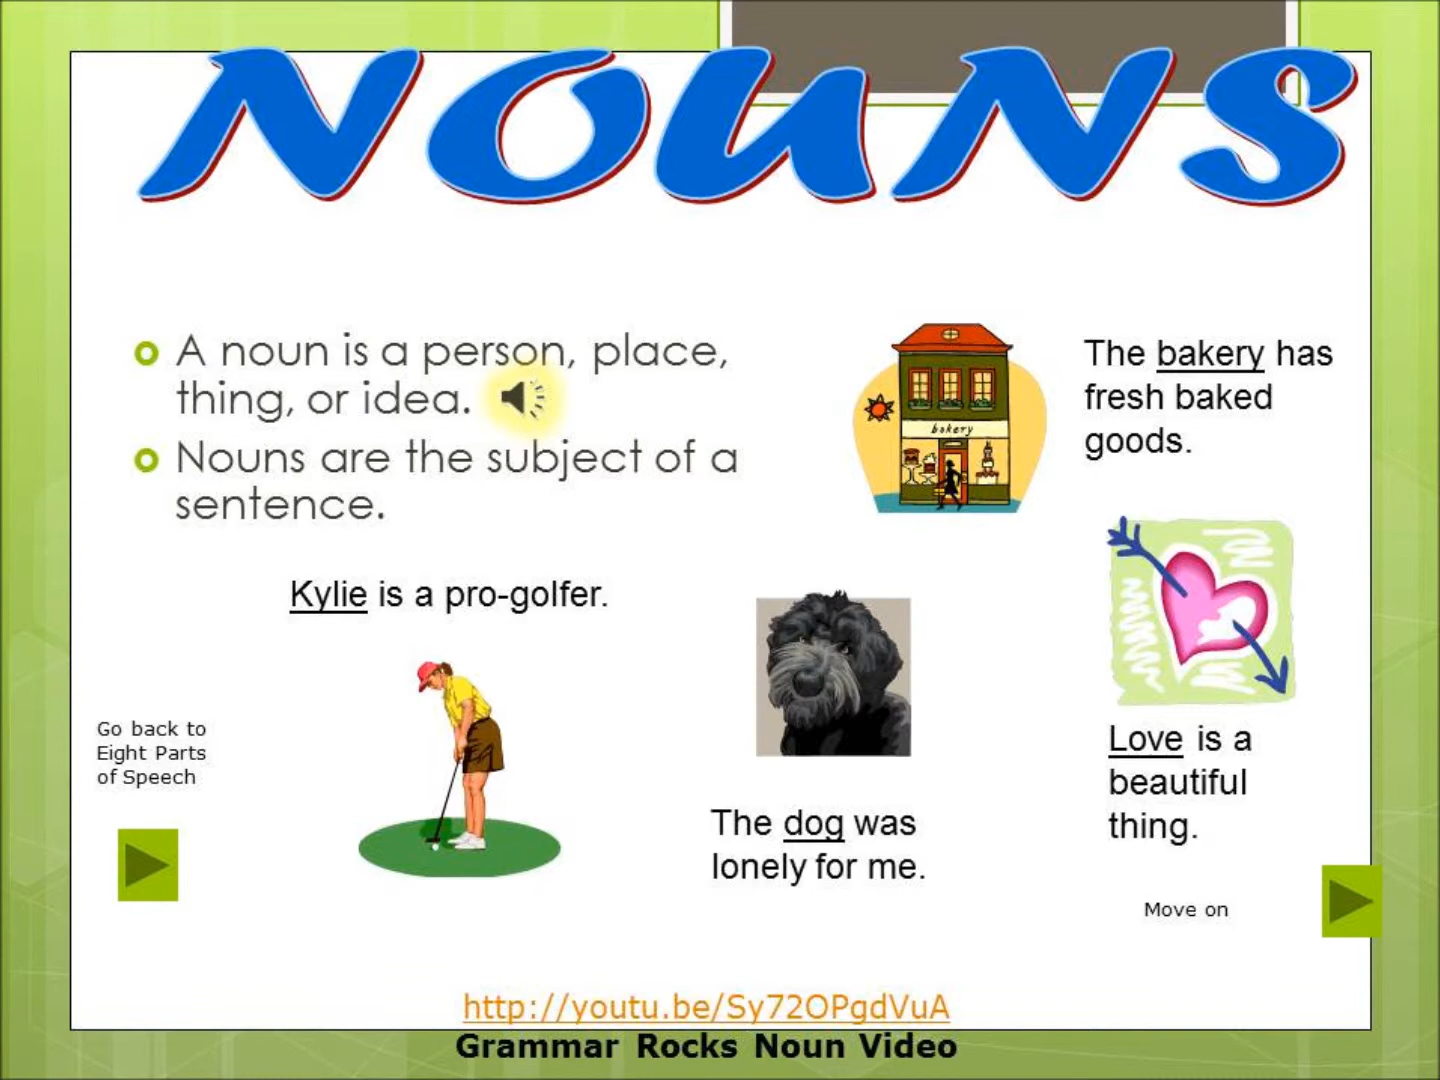 NOUNS
A noun is a person, place,
thing, or idea.
Nouns are the subject of a
sentence.
bakery
The bakery has
fresh baked
goods.
Kylie is a pro-golfer.
The dog was
lonely for me.
Love is a
beautiful
thing.
Go back to
Eight Parts
of Speech
Move on
http://youtu.be/Sy72OPgdVuA
Grammar Rocks Noun Video